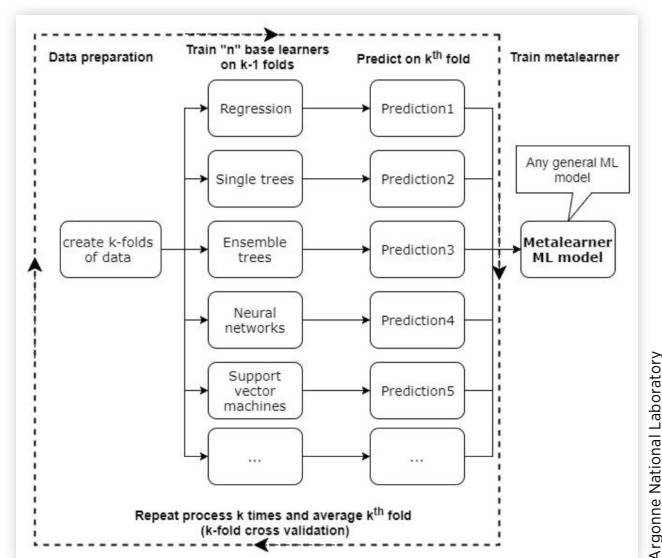 Data preparation
Train "n" base learners
on k-1 folds
Predict on kth fold
Train metalearner
Regression
Prediction1
Single trees
Prediction2
Any general ML
model
create k-folds
of data
Ensemble
trees
Prediction3
Metalearner
ML model
Neural
networks
Prediction4
Support
vector
machines
Prediction5
...
...
Repeat process k times and average kth fold
(k-fold cross validation)
Argonne National Laboratory